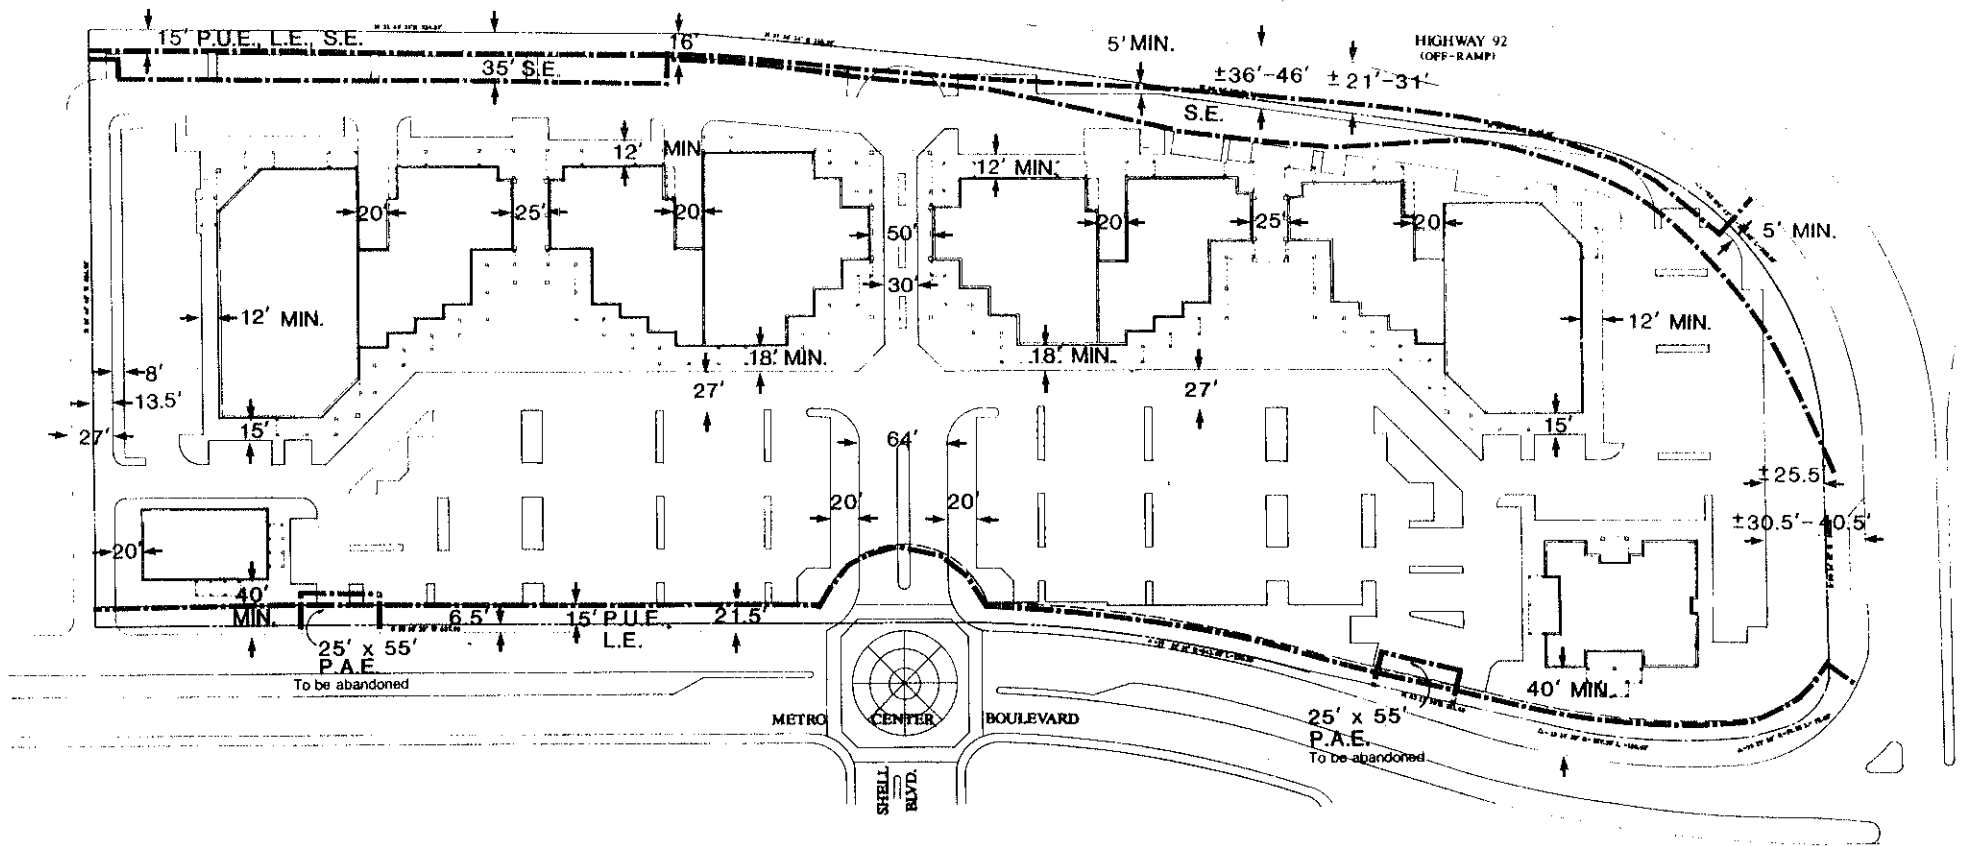 15' P.U.E., L.E., S.E.
16'
5' MIN.
HIGHWAY 92
(OFF-RAMP)
35' S.E.
±36'-46'
± 21'-31'
S.E.
12' MIN
12' MIN.
20'
25'
20'
50'
20'
25'
20'
5' MIN.
30'
12' MIN.
12' MIN.
18' MIN.
18' MIN.
8'
13.5'
27'
27'
27'
15'
64'
15'
±25.5
20'
20'
±30.5'-40.5'
20'
40'
MIN.
6.5'
15' P.U.E.
L.E.
21.5'
25' x 55'
P.A.E.
To be abandoned
40' MIN.
METRO CENTER BOULEVARD
25' x 55'
P.A.E.
To be abandoned
SHELL
BLVD.